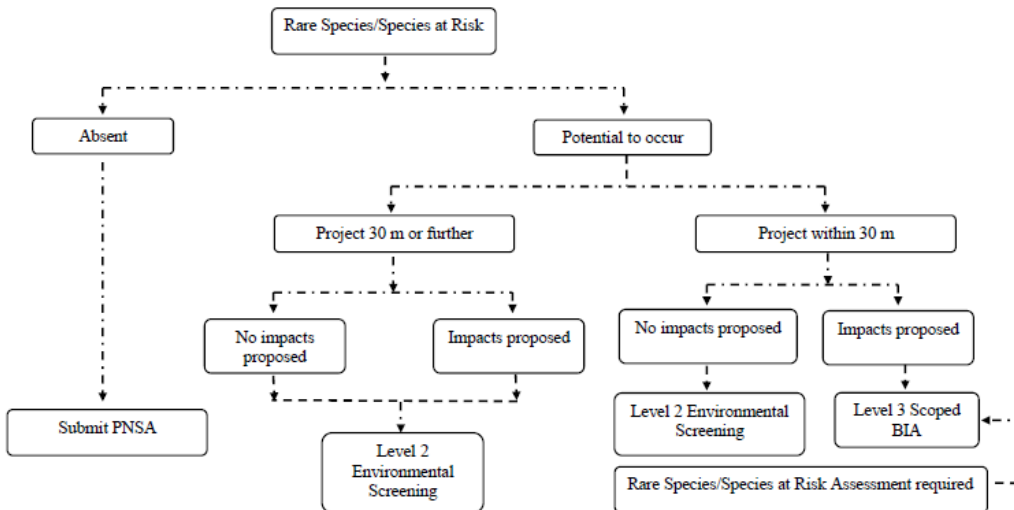 Rare Species/Species at Risk
Absent
Potential to occur
Project 30 m or further
Project within 30 m
No impacts
proposed
Impacts proposed
No impacts proposed
Impacts proposed
Submit PNSA
Level 2
Environmental
Screening
Level 2 Environmental
Screening
Level 3 Scoped
BIA
Rare Species/Species at Risk Assessment required